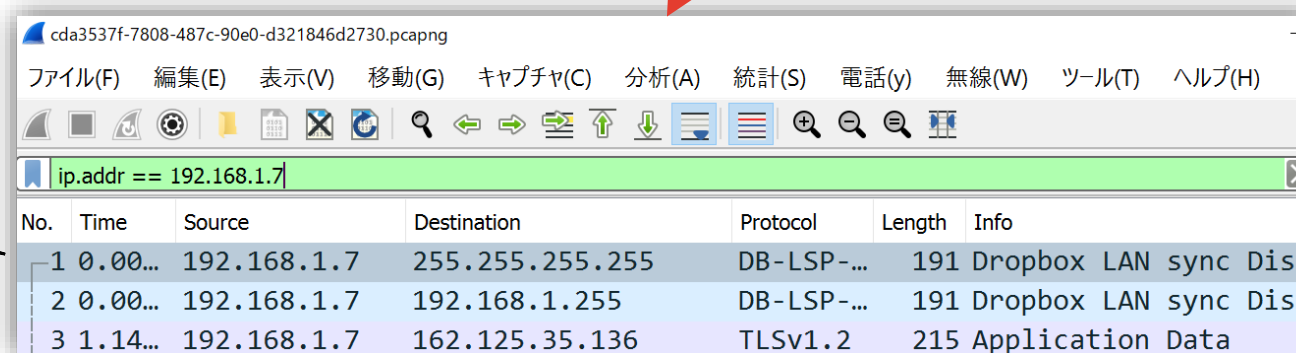 cda3537f-7808-487c-90e0-d321846d2730.pcapng
ファイル(F) 編集(E) 表示(V) 移動(G) キャプチャ(C) 分析(A) 統計(S) 電話(y) 無線(W) ツール(T) ヘルプ(H)
ip.addr == 192.168.1.7
No. Time Source Destination Protocol Length Info
1 0.00… 192.168.1.7 255.255.255.255 DB-LSP-… 191 Dropbox LAN sync Dis
2 0.00… 192.168.1.7 192.168.1.255 DB-LSP-… 191 Dropbox LAN sync Dis
3 1.14… 192.168.1.7 162.125.35.136 TLSv1.2 215 Application Data